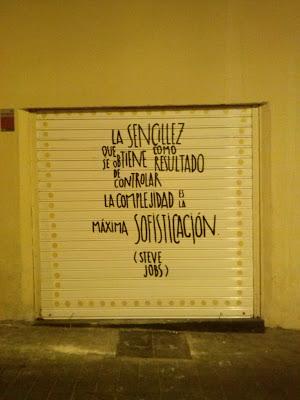 LA SENCILLEZ
QUE SE OBTIENE COMO RESULTADO
DE CONTROLAR
LA COMPLEJIDAD ES LA
MÁXIMA SOFISTICACIÓN.
(STEVE
JOBS)